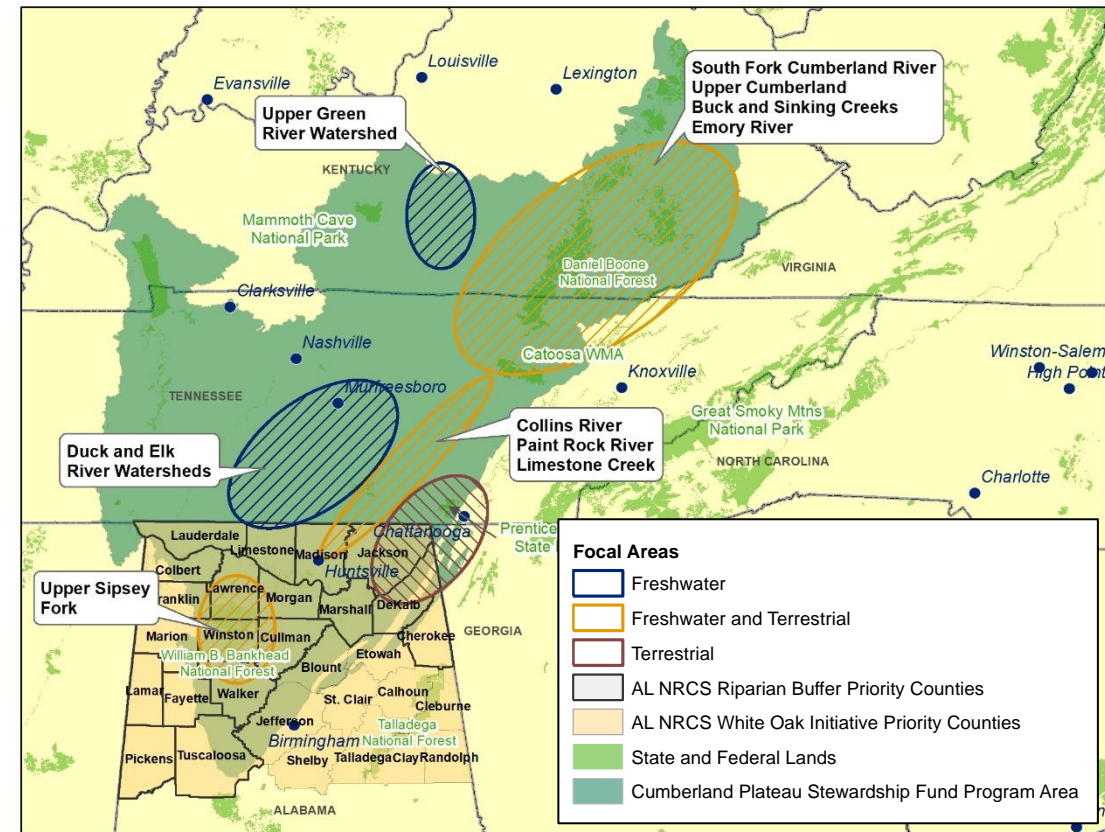 Louisville
Lexington
Evansville
South Fork Cumberland River
Upper Cumberland
Buck and Sinking Creeks
Emory River
Upper Green
River Watershed
KENTUCKY
Mammoth Cave
National Park
Daniel Boone
National Forest
VIRGINIA
Clarksville
Nashville
Catoosa WMA
Knoxville
Winston-Salem
High Point
Murfreesboro
TENNESSEE
Great Smoky Mtns
National Park
Collins River
Paint Rock River
Limestone Creek
Duck and Elk
River Watersheds
NORTH CAROLINA
Charlotte
Chattanooga
Prentice
State
Lauderdale
Limestone
Madison
Jackson
Huntsville
Colbert
Upper Sipsey
Fork
Lawrence
ranklin
Morgan
Marshall
DeKalb
Marion
Winston
Cullman
Cherokee
GEORGIA
Etowah
William B. Bankhead
National Forest
Blount
Lamar
Fayette
Walker
St. Clair
Calhoun
Cleburne
Jefferson
Talladega
National Forest
Birmingham
Pickens
Tuscaloosa
Shelby
Talladega
Clay
Randolph
ALABAMA
Focal Areas
Freshwater
Freshwater and Terrestrial
Terrestrial
AL NRCS Riparian Buffer Priority Counties
AL NRCS White Oak Initiative Priority Counties
State and Federal Lands
Cumberland Plateau Stewardship Fund Program Area